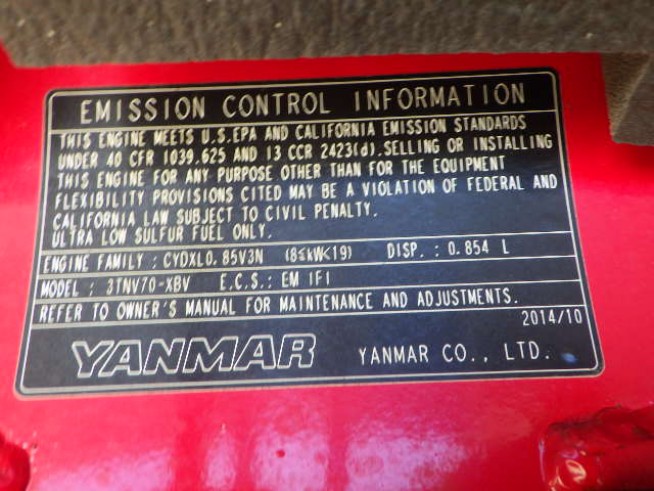 EMISSION CONTROL INFORMATION
THIS ENGINE MEETS U.S.EPA AND CALIFORNIA EMISSION STANDARDS
UNDER 40 CFR 1039.625 AND 13 CCR 2423(d).SELLING OR INSTALLING
THIS ENGINE FOR ANY PURPOSE OTHER THAN FOR THE EQUIPMENT
FLEXIBILITY PROVISIONS CITED MAY BE A VIOLATION OF FEDERAL AND
CALIFORNIA LAW SUBJECT TO CIVIL PENALTY.
ULTRA LOW SULFUR FUEL ONLY.
ENGINE FAMILY : CYDXL0.85V3N (8≤kW<19) DISP. : 0.854 L
MODEL : 3TNV70-XBV E.C.S.: EM IFI
REFER TO OWNER'S MANUAL FOR MAINTENANCE AND ADJUSTMENTS.
2014/10
YANMAR YANMAR CO., LTD.